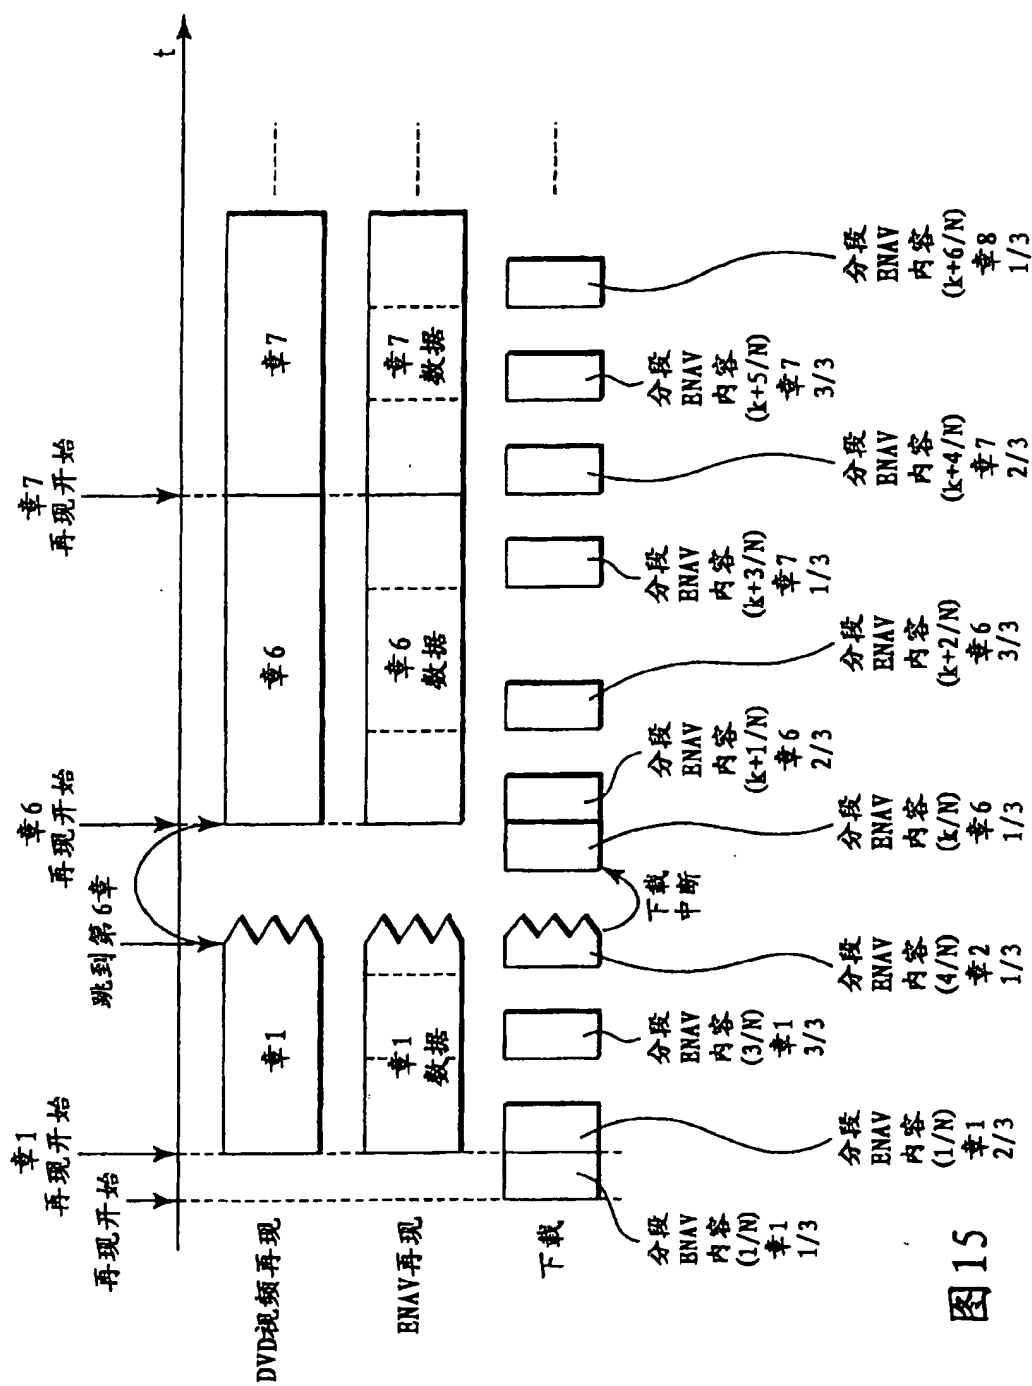 章1
再现开始
再现开始
跳到第6章
章6
再现开始
章7
再现开始
t
DVD视频再现
章1
章6
章7
ENAV再现
章1
数据
章6
数据
章7
数据
下载
下载
中断
分段
ENAV
内容
(1/N)
章1
1/3
分段
ENAV
内容
(1/N)
章1
2/3
分段
ENAV
内容
(3/N)
章1
3/3
分段
ENAV
内容
(4/N)
章2
1/3
分段
ENAV
内容
(k/N)
章6
1/3
分段
ENAV
内容
(k+1/N)
章6
2/3
分段
ENAV
内容
(k+2/N)
章6
3/3
分段
ENAV
内容
(k+3/N)
章7
1/3
分段
ENAV
内容
(k+4/N)
章7
2/3
分段
ENAV
内容
(k+5/N)
章7
3/3
分段
ENAV
内容
(k+6/N)
章8
1/3
图15